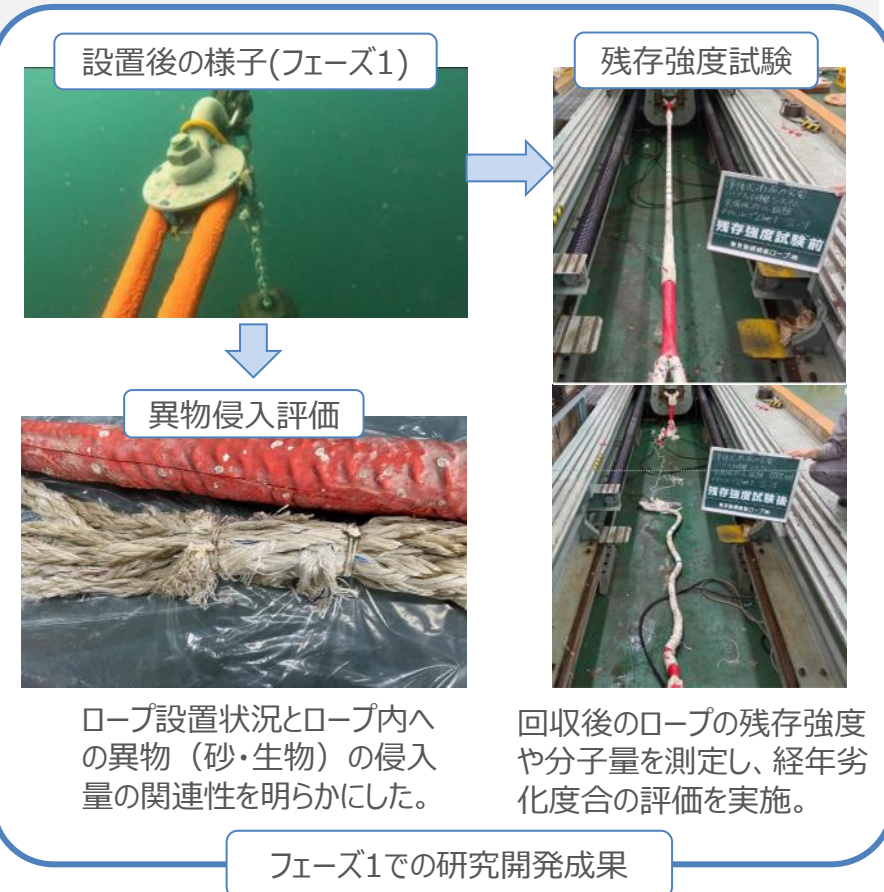 設置後の様子(フェーズ1)
残存強度試験
残存強度試験前
異物侵入評価
残存強度試験後
ロープ設置状況とロープ内へ
の異物（砂・生物）の侵入
量の関連性を明らかにした。
回収後のロープの残存強度
や分子量を測定し、経年劣
化度合の評価を実施。
フェーズ1での研究開発成果